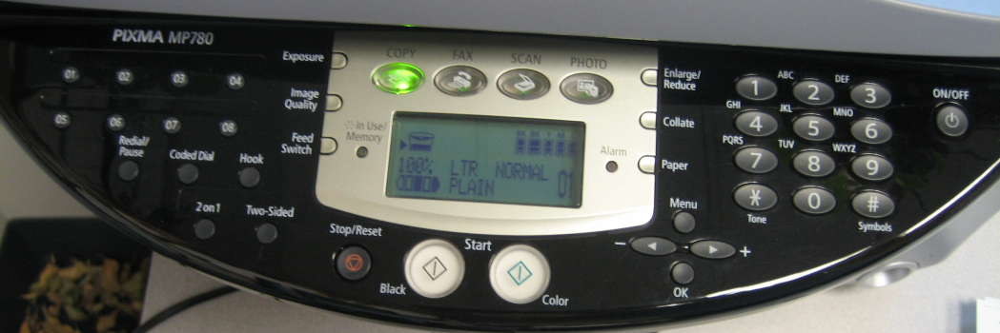 PIXMA MP780
01 02 03 04
05 06 07 08
Redial/
Pause
Coded Dial
Hook
2 on 1
Two-Sided
Exposure
Image
Quality
Feed
Switch
COPY FAX SCAN PHOTO
In Use/
Memory
Alarm
100% LTR NORMAL
PLAIN 01
Stop/Reset
Start
Black
Color
Enlarge/
Reduce
Collate
Paper
Menu
- +
OK
ABC DEF
1 2 3
GHI JKL MNO
4 5 6
PQRS TUV WXYZ
7 8 9
* 0 #
Tone
Symbols
ON/OFF